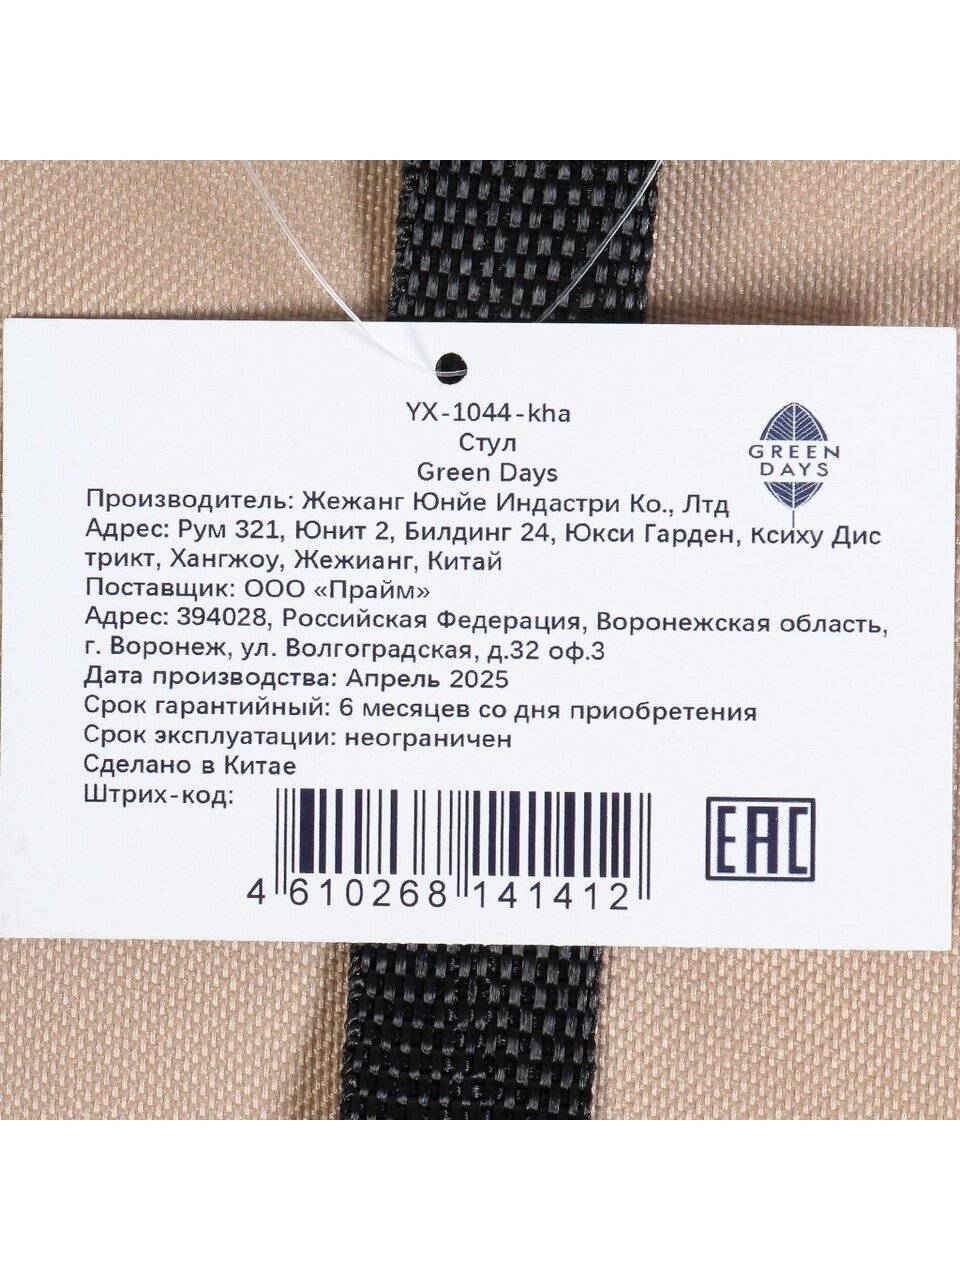 YX-1044-kha
Стул
Green Days
GREEN
DAYS
Производитель: Жежанг Юнйе Индастри Ко., Лтд
Адрес: Рум 321, Юнит 2, Билдинг 24, Юкси Гарден, Ксиху Дис
трикт, Хангжоу, Жежианг, Китай
Поставщик: ООО «Прайм»
Адрес: 394028, Российская Федерация, Воронежская область,
г. Воронеж, ул. Волгоградская, д.32 оф.3
Дата производства: Апрель 2025
Срок гарантийный: 6 месяцев со дня приобретения
Срок эксплуатации: неограничен
Сделано в Китае
Штрих-код:
4 610268 141412
EAC